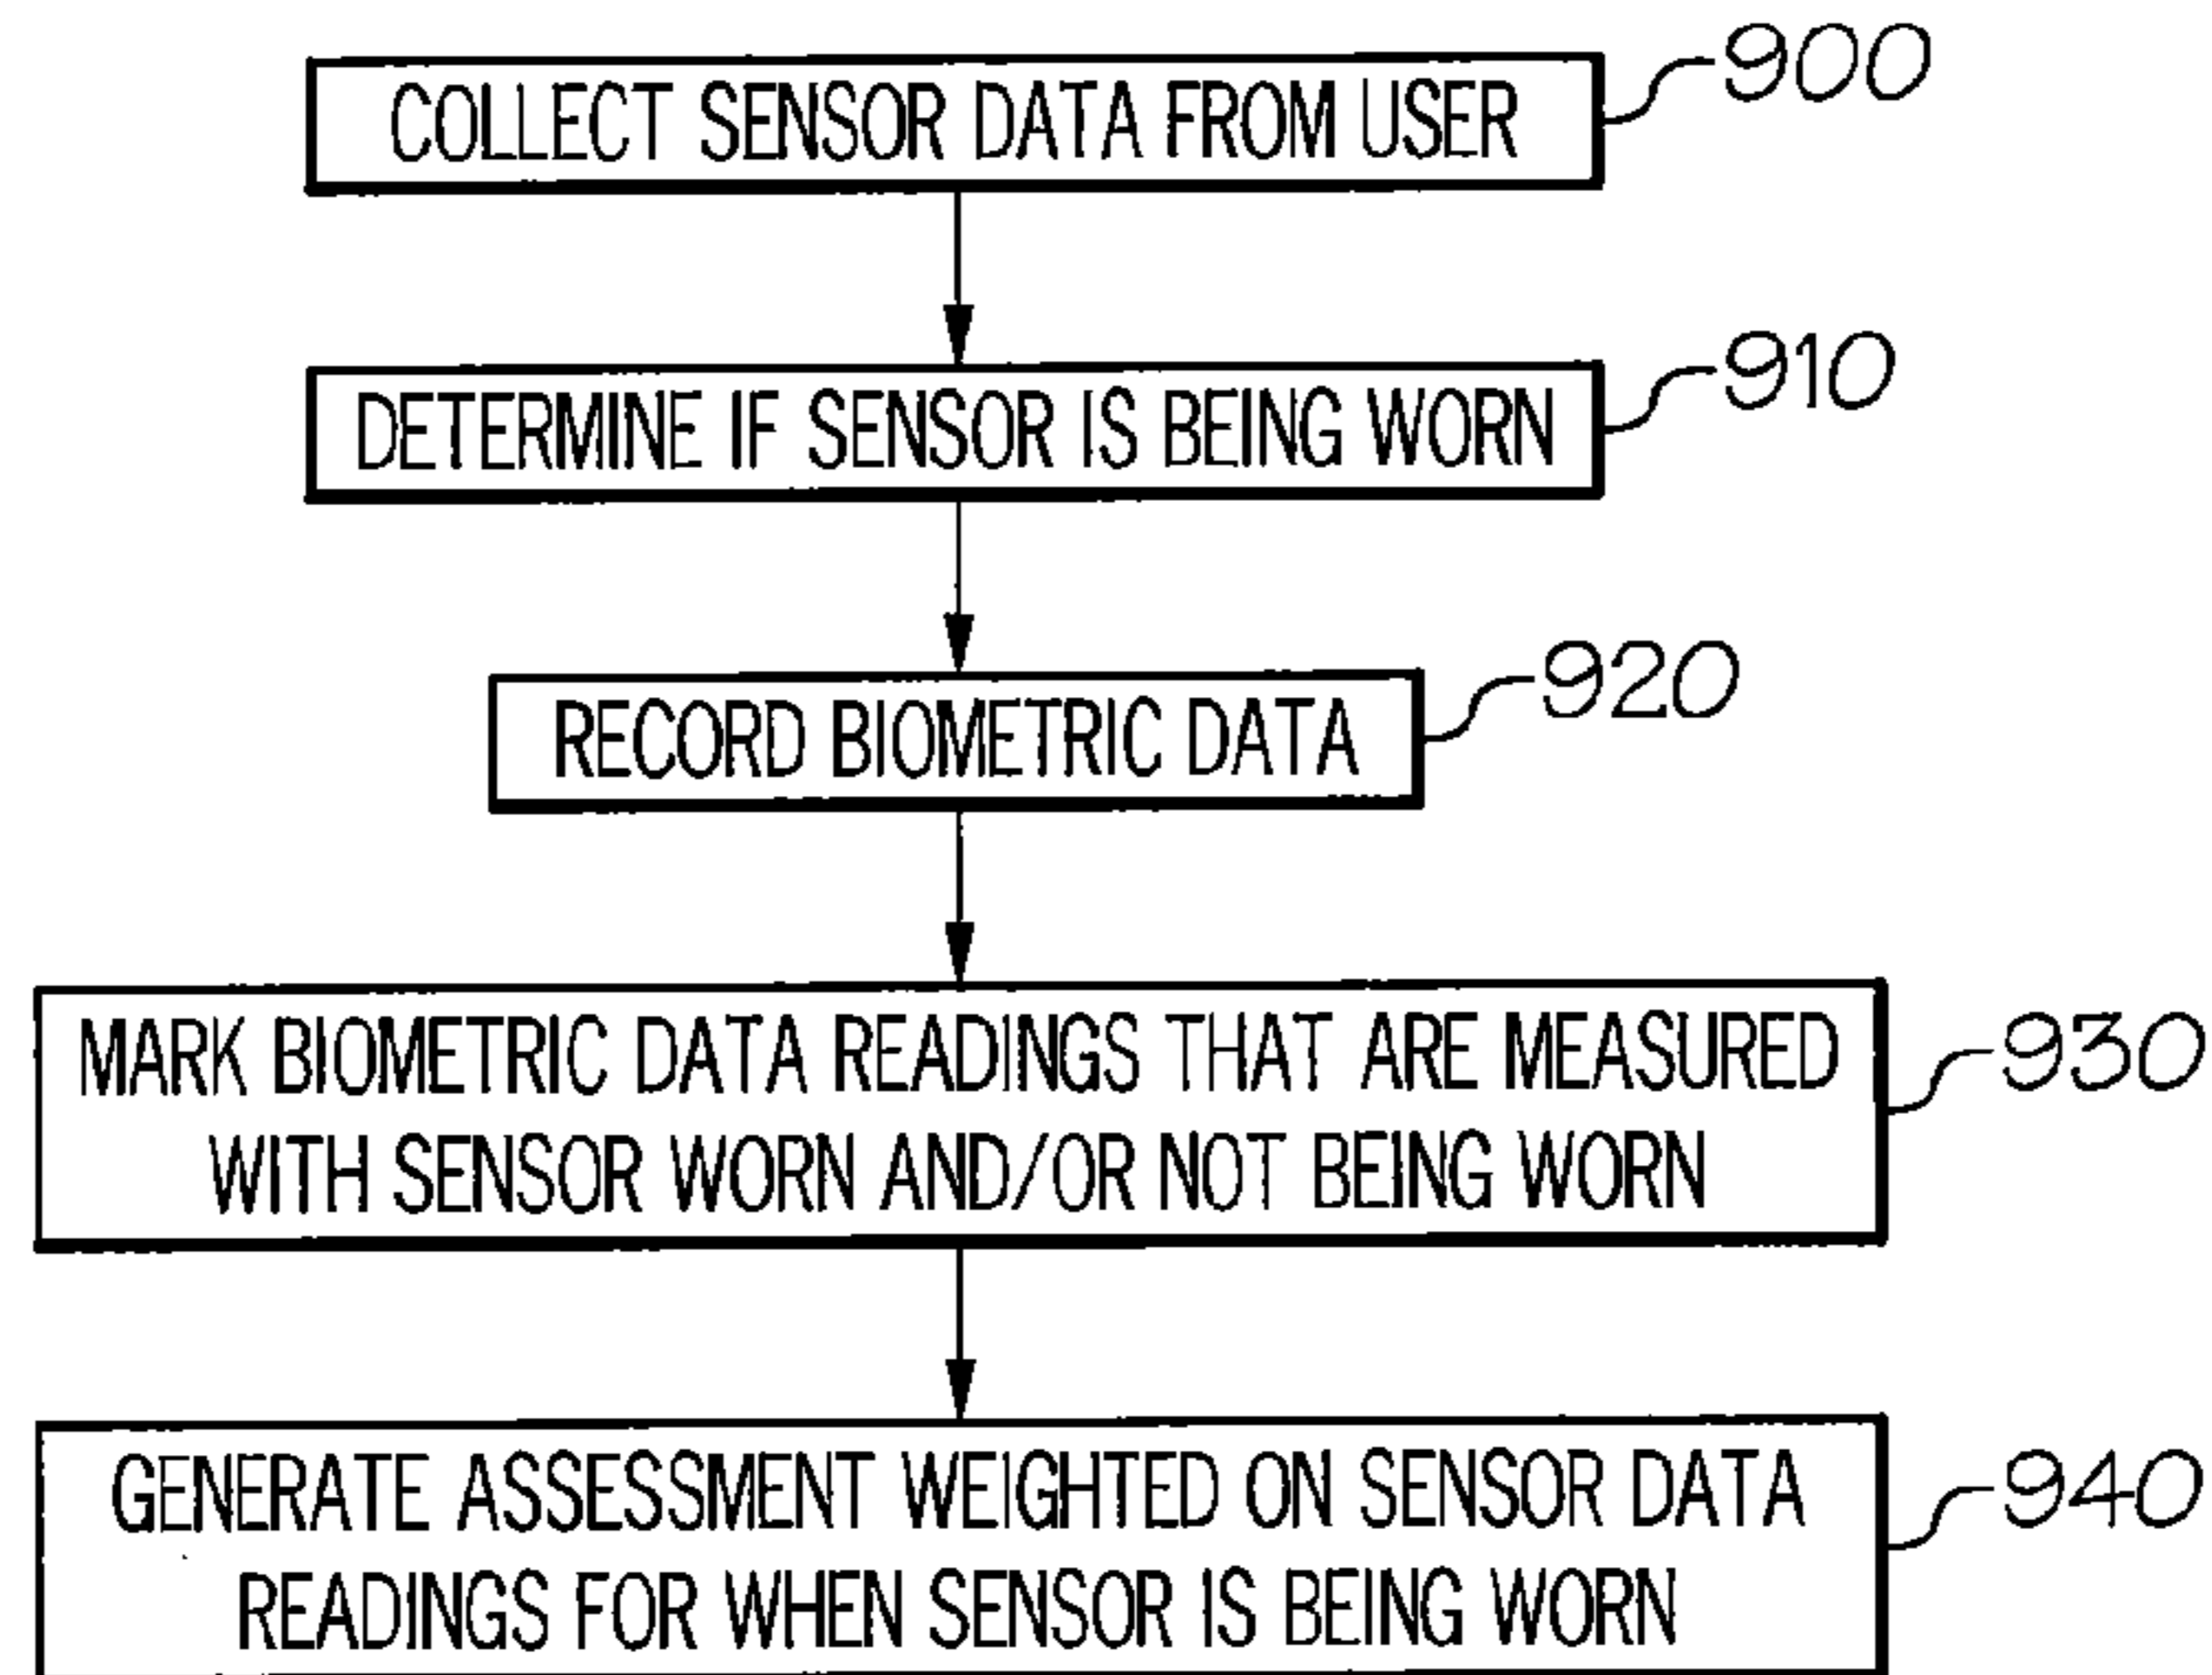 COLLECT SENSOR DATA FROM USER
900
DETERMINE IF SENSOR IS BEING WORN
910
RECORD BIOMETRIC DATA
920
MARK BIOMETRIC DATA READINGS THAT ARE MEASURED
WITH SENSOR WORN AND/OR NOT BEING WORN
930
GENERATE ASSESSMENT WEIGHTED ON SENSOR DATA
READINGS FOR WHEN SENSOR IS BEING WORN
940